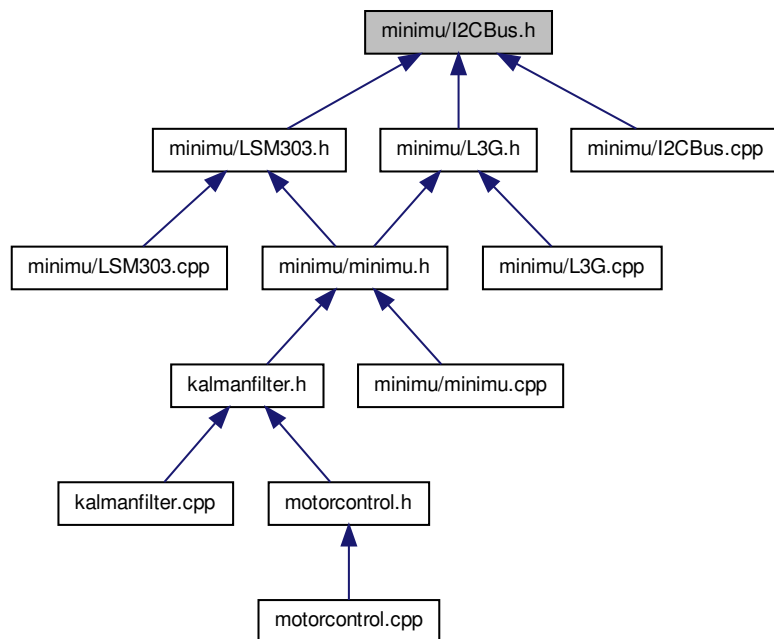 minimu/I2CBus.h
minimu/LSM303.h
minimu/L3G.h
minimu/I2CBus.cpp
minimu/LSM303.cpp
minimu/minimu.h
minimu/L3G.cpp
kalmanfilter.h
minimu/minimu.cpp
kalmanfilter.cpp
motorcontrol.h
motorcontrol.cpp